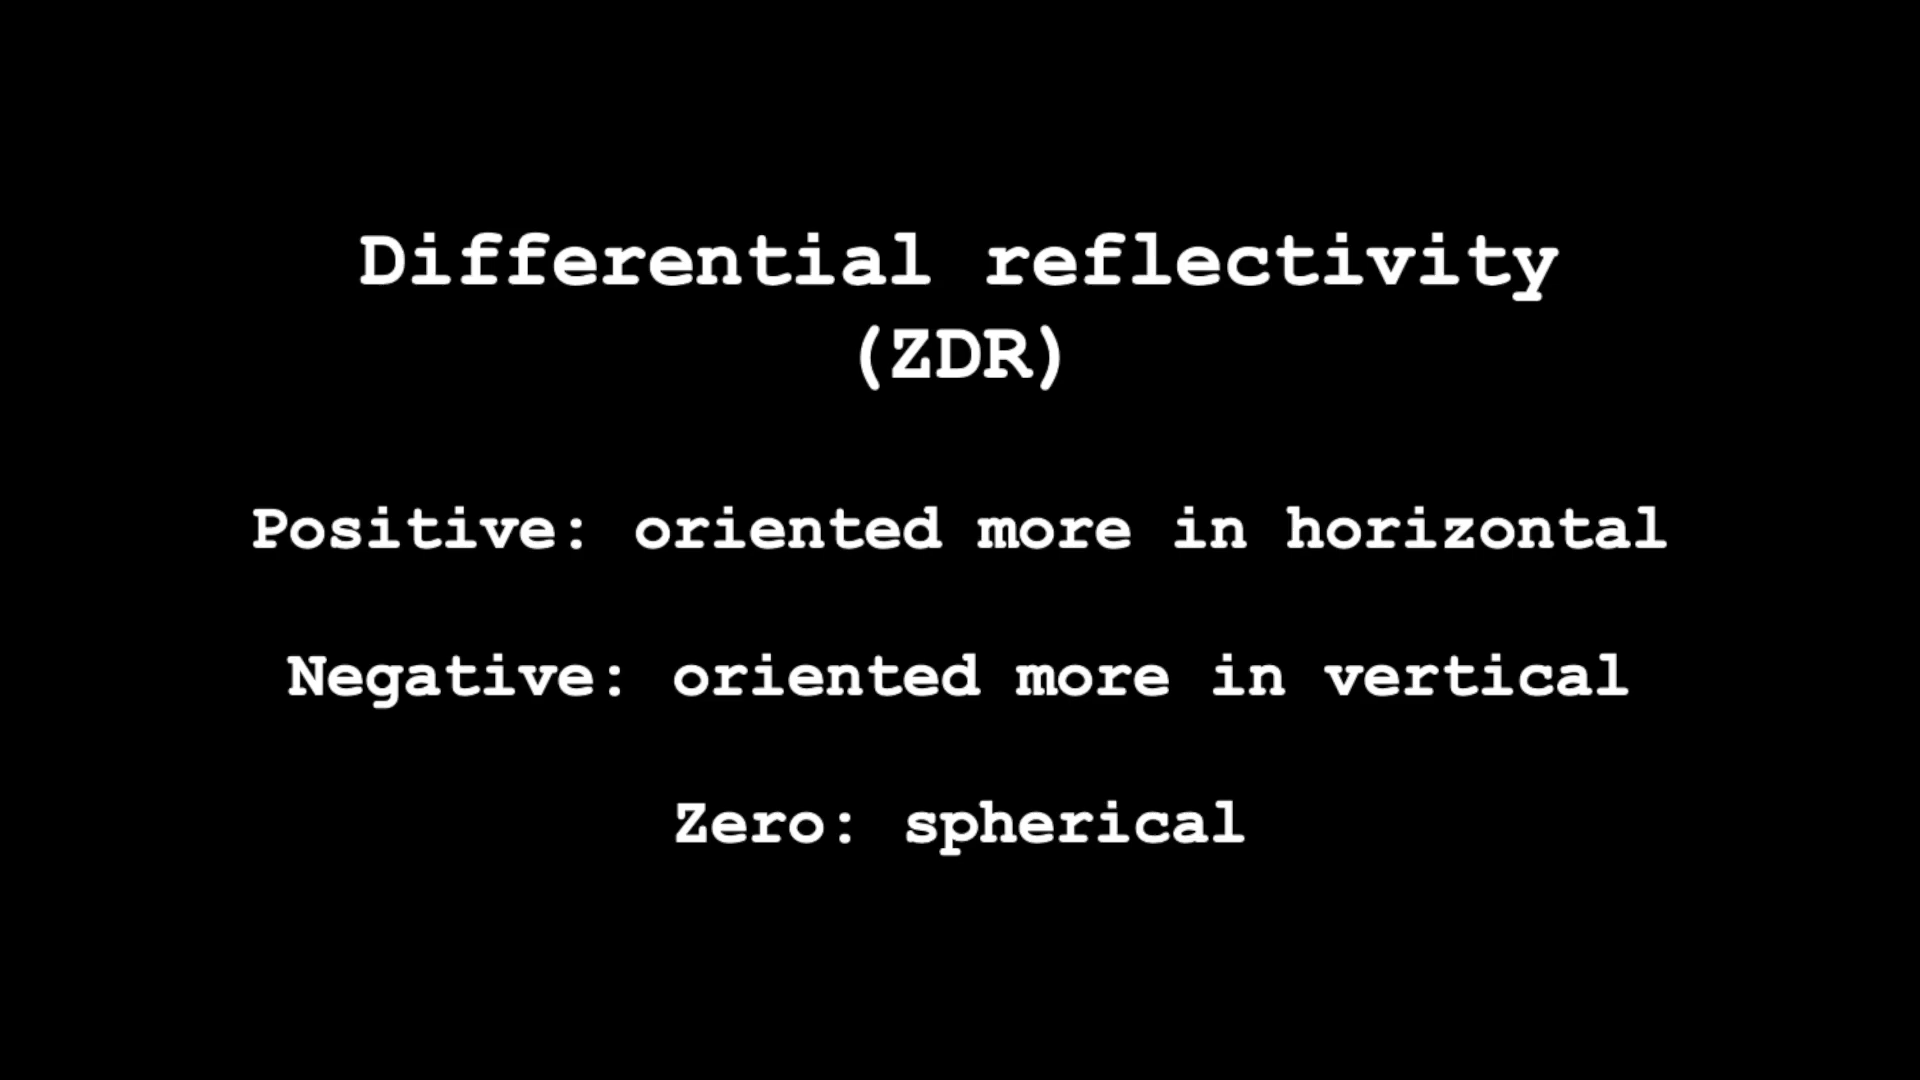 Differential reflectivity
(ZDR)
Positive: oriented more in horizontal
Negative: oriented more in vertical
Zero: spherical